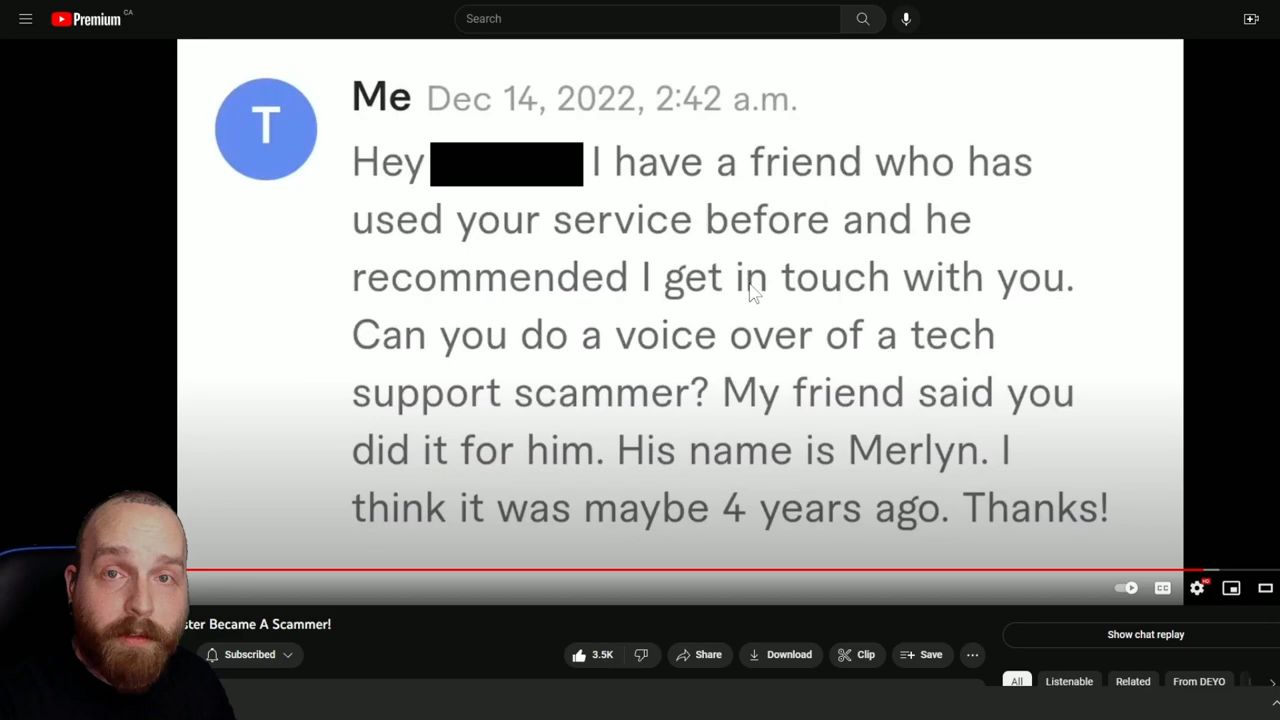 Premium CA
Search
T
Me Dec 14, 2022, 2:42 a.m.
Hey I have a friend who has
used your service before and he
recommended I get in touch with you.
Can you do a voice over of a tech
support scammer? My friend said you
did it for him. His name is Merlyn. I
think it was maybe 4 years ago. Thanks!
CC HD
ster Became A Scammer!
Subscribed 3.5K Share Download Clip Save ...
Show chat replay
All Listenable Related From DEYO